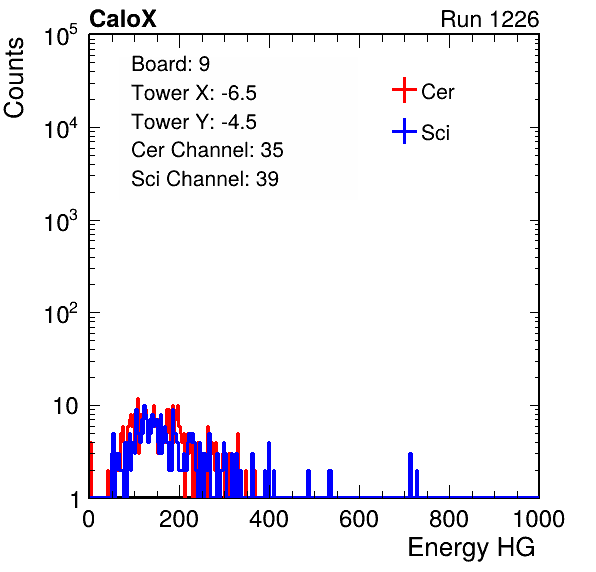 CaloX Run 1226
Counts
Board: 9
Tower X: -6.5
Tower Y: -4.5
Cer Channel: 35
Sci Channel: 39
Cer
Sci
10^5
10^4
10^3
10^2
10
1
0 200 400 600 800 1000
Energy HG